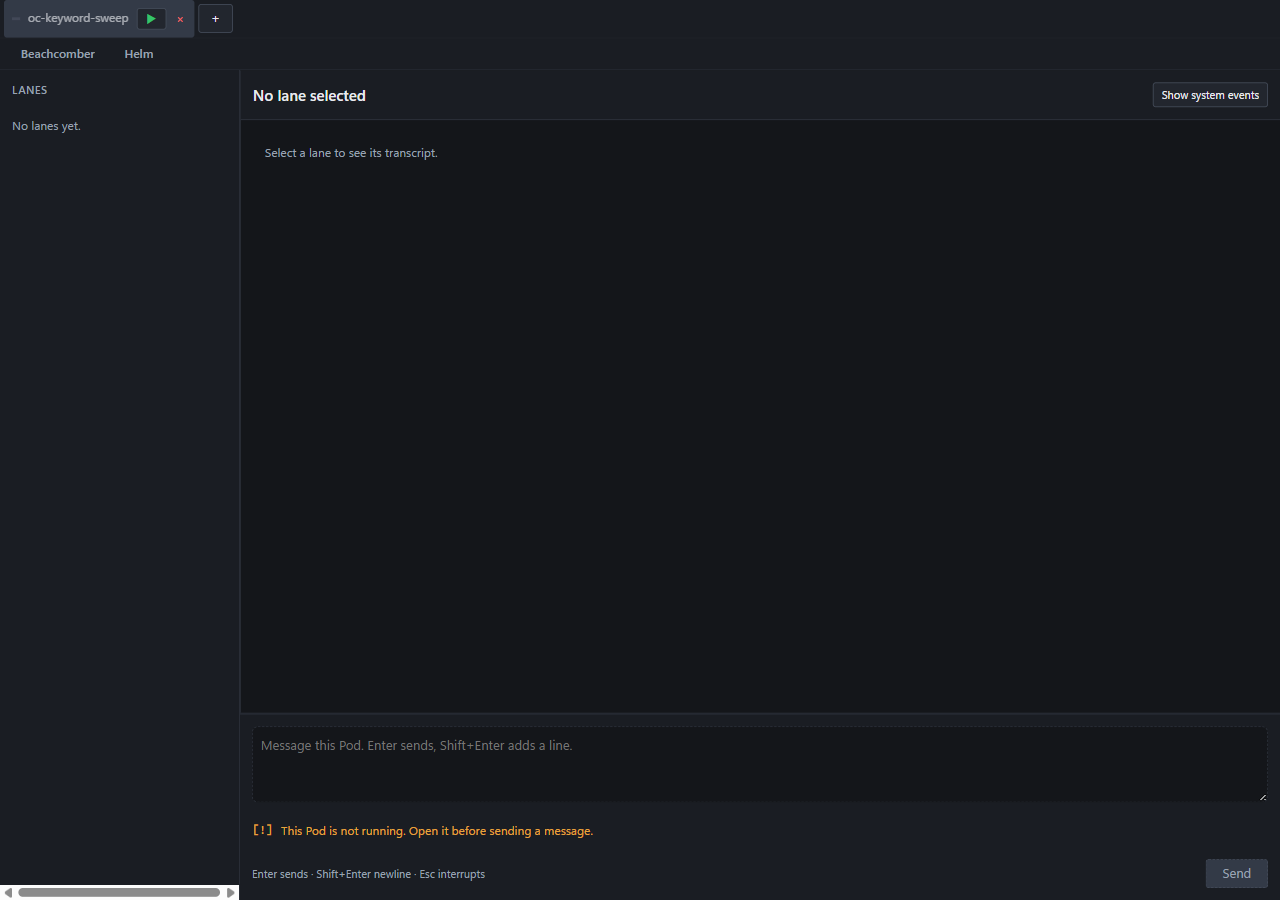 oc-keyword-sweep × +
Beachcomber Helm
LANES
No lanes yet.
No lane selected
Show system events
Select a lane to see its transcript.
Message this Pod. Enter sends, Shift+Enter adds a line.
[!] This Pod is not running. Open it before sending a message.
Enter sends · Shift+Enter newline · Esc interrupts
Send